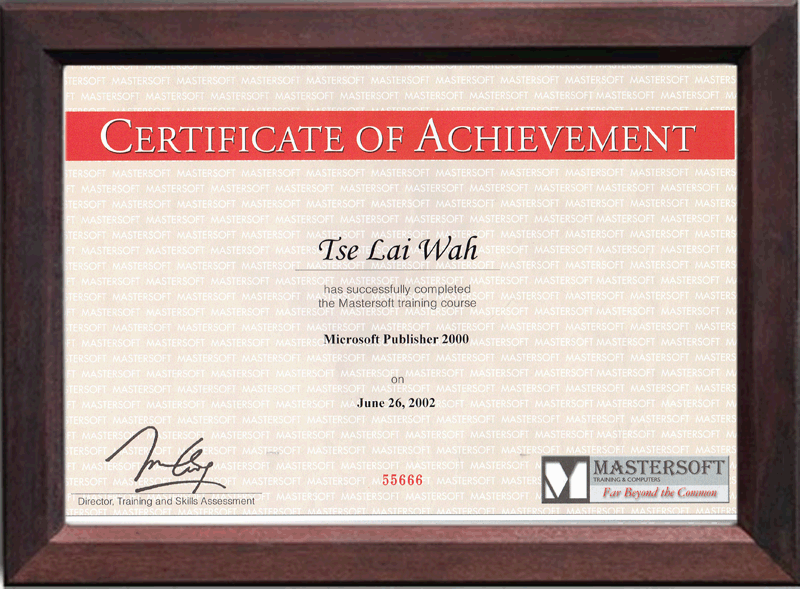 CERTIFICATE OF ACHIEVEMENT
Tse Lai Wah
has successfully completed
the Mastersoft training course
Microsoft Publisher 2000
on
June 26, 2002
55666
Director, Training and Skills Assessment
MASTERSOFT
TRAINING & COMPUTERS
Far Beyond the Common